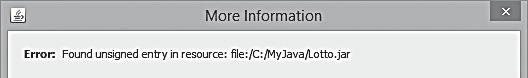 More Information
Error: Found unsigned entry in resource: file:/C:/MyJava/Lotto.jar